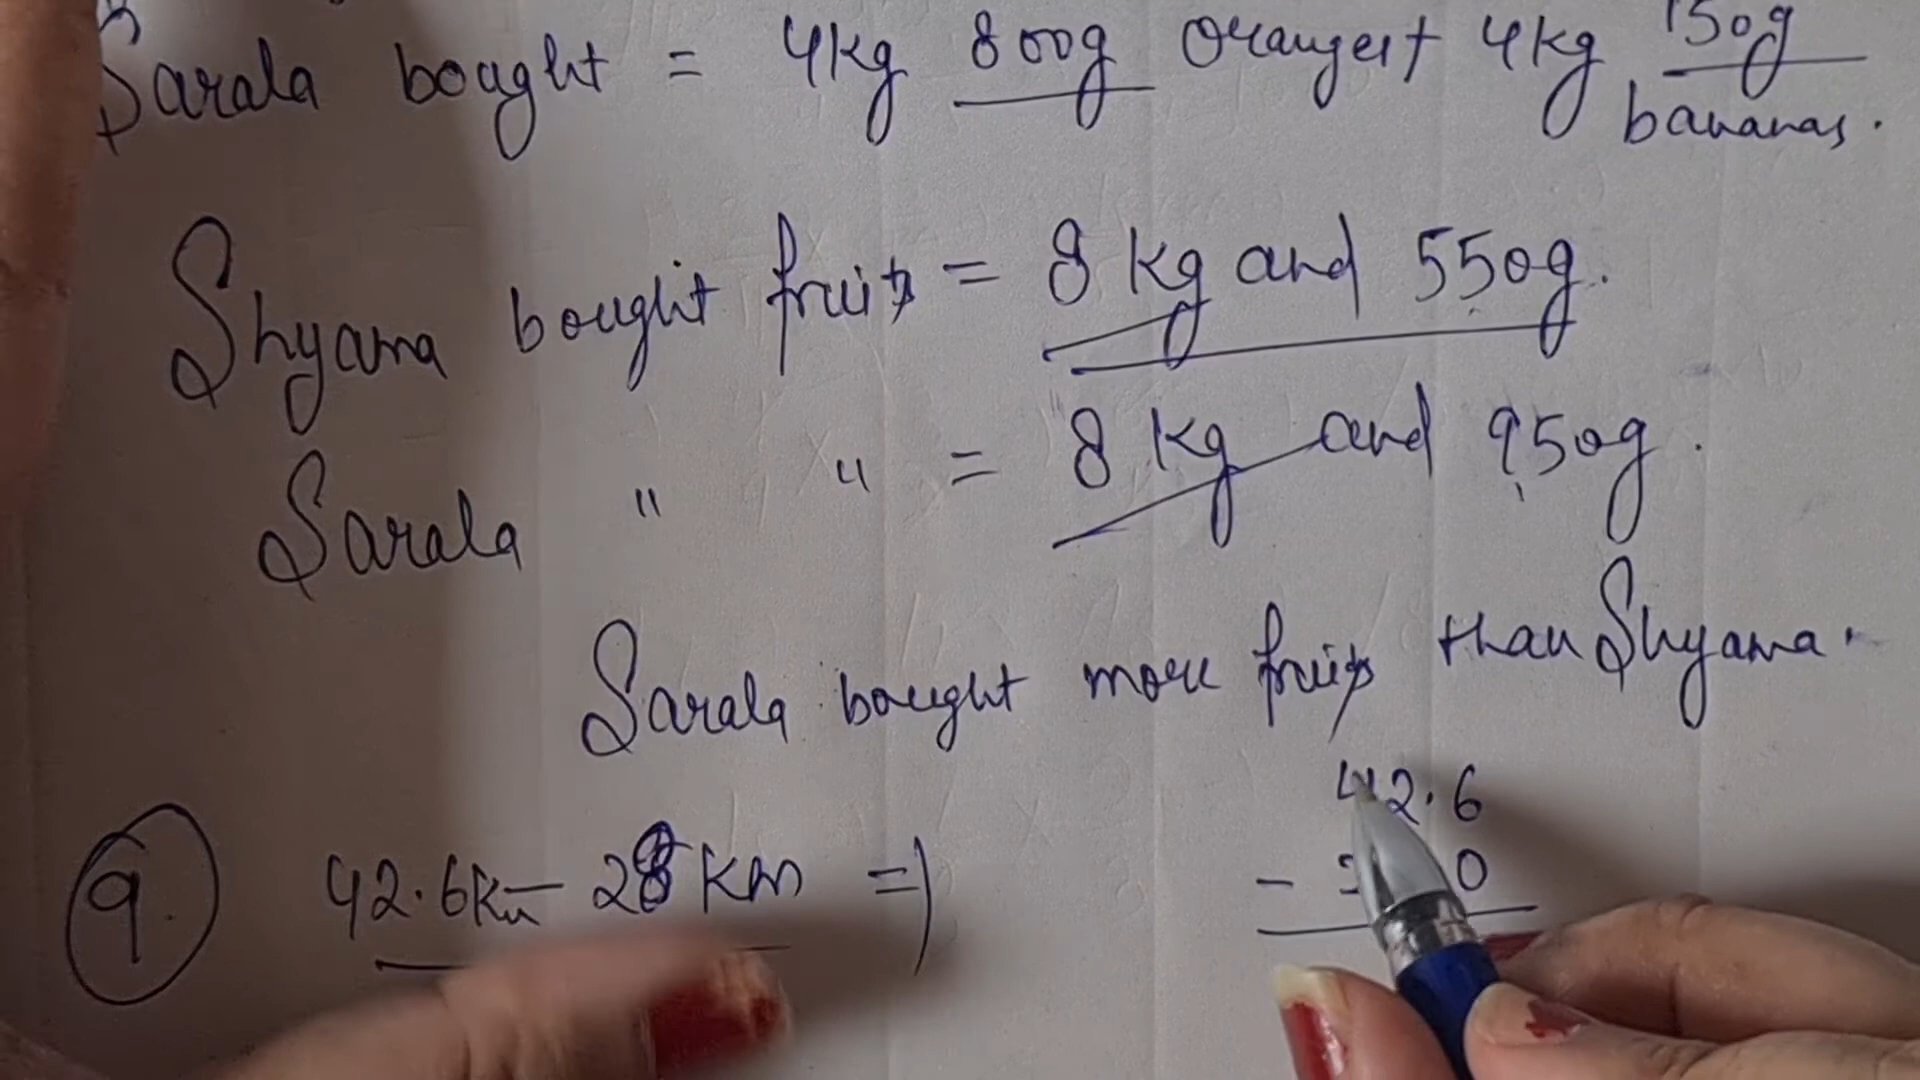 Sarala bought = 4kg 800g oranges + 4kg 150g
bananas.
Shyama bought fruits = 8 kg and 550g.
Sarala " " = 8 kg and 950g.
Sarala bought more fruits than Shyama.
42.6
9. 42.6km - 28 km =)
- 0